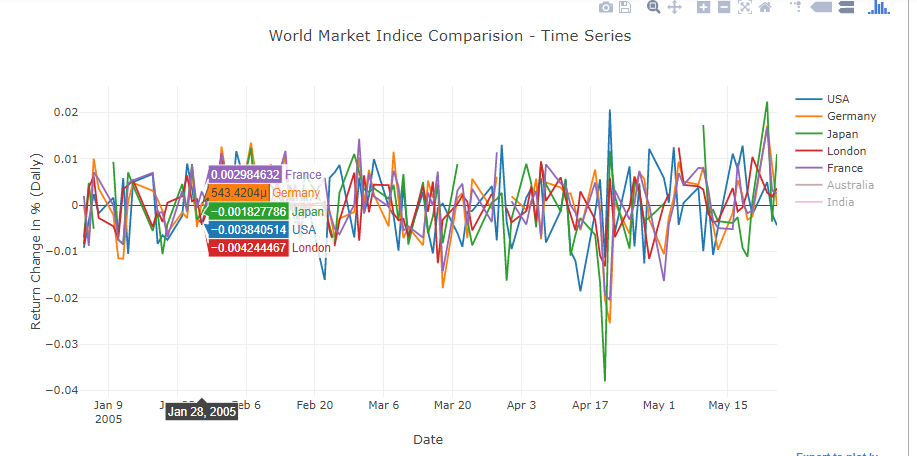 World Market Indice Comparision - Time Series
Return Change In % (Daily)
0.02
0.01
0
−0.01
−0.02
−0.03
−0.04
0.002984632 France
543.4204μ Germany
−0.001827786 Japan
−0.003840514 USA
−0.004244467 London
USA
Germany
Japan
London
France
Australia
India
Jan 9
2005
Jan 28, 2005
Feb 6
Feb 20
Mar 6
Mar 20
Apr 3
Apr 17
May 1
May 15
Date